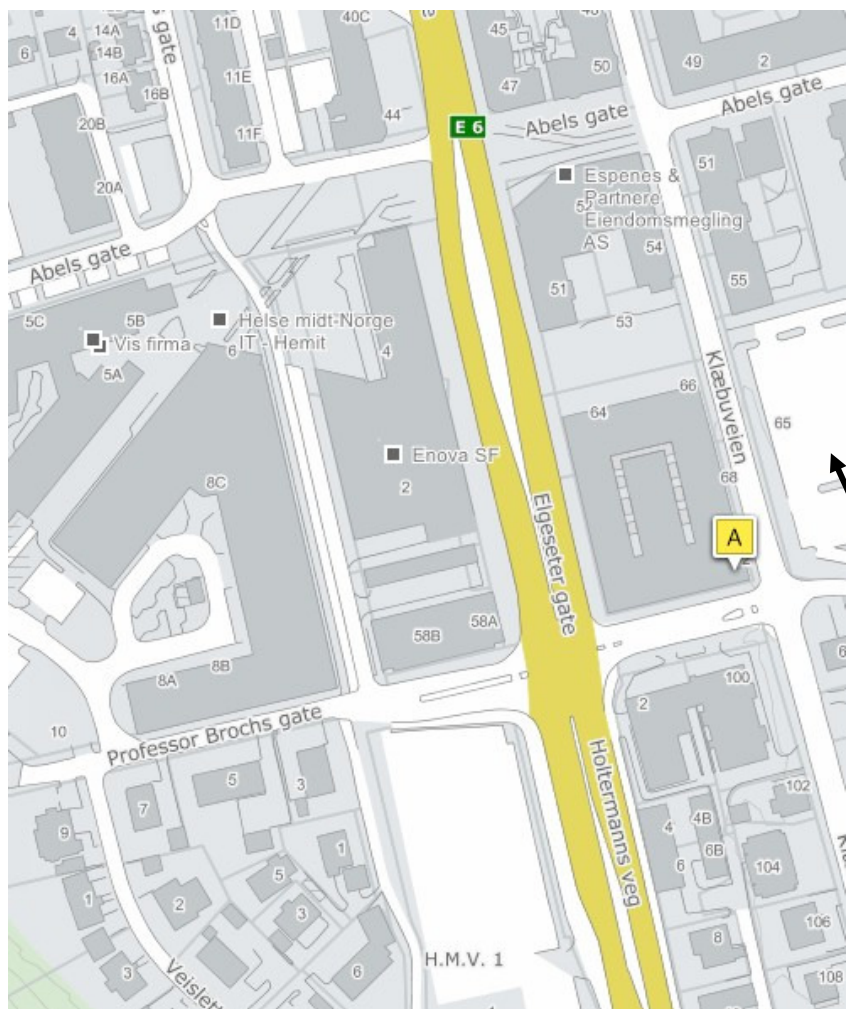 4
6
14A
14B
16A
16B
s gate
11D
11E
11F
40C
44
45
47
50
49
2
E 6
Abels gate
Abels gate
20B
20A
51
Espenes &
Partnere
Eiendomsmegling
AS
52
54
51
53
55
Abels gate
5C
5B
Vis firma
5A
Helse midt-Norge
IT - Hemit
6
4
Klæbuveien
66
64
65
68
Enova SF
2
8C
Elgeseter gate
A
58B
58A
8A
8B
10
Professor Brochs gate
2
100
102
Holtermanns veg
5
3
7
9
1
4
4B
6
6B
104
1
5
2
3
106
8
H.M.V. 1
3
6
108